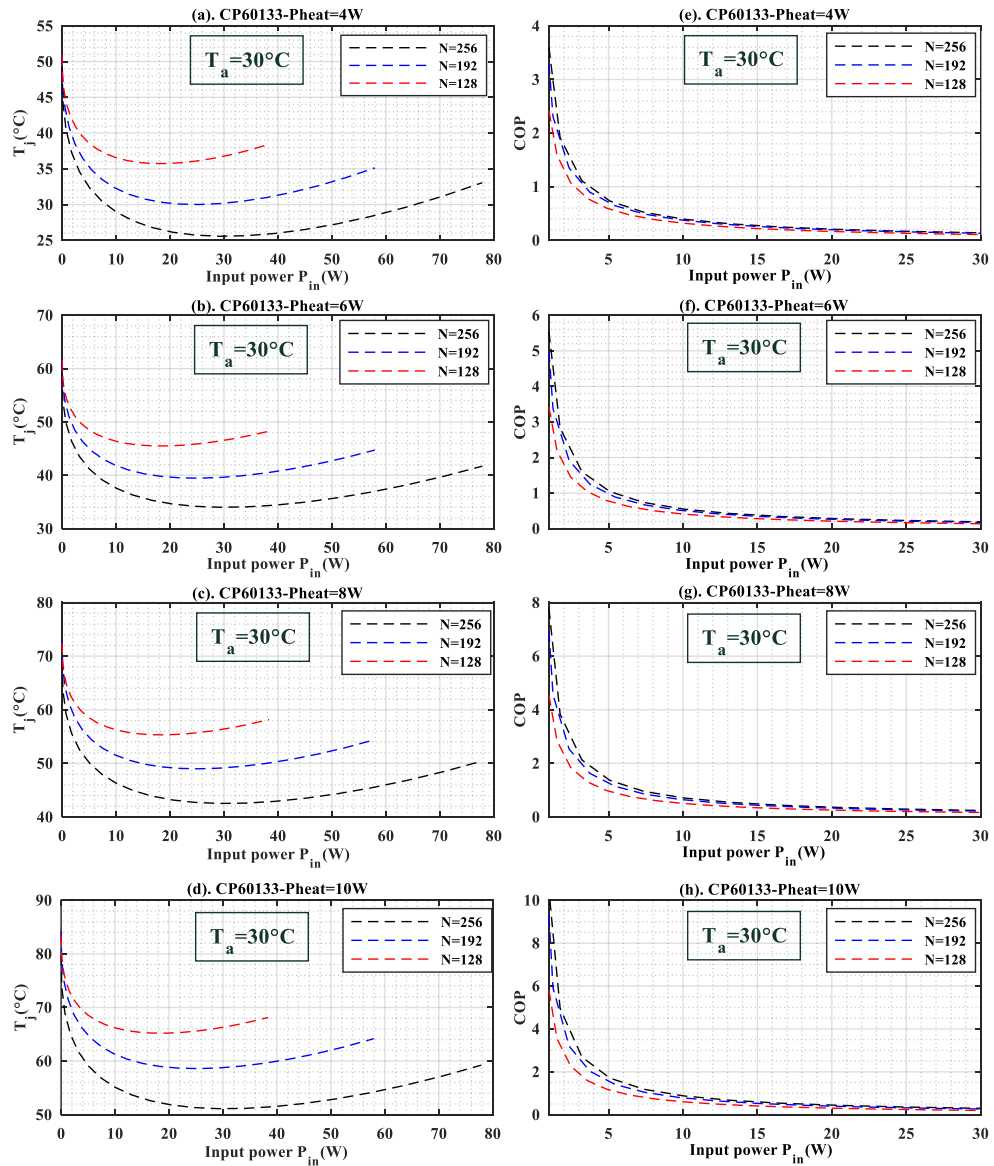 (a). CP60133-Pheat=4W
55
50
45
40
35
30
25
T_j(°C)
T_a=30°C
N=256
N=192
N=128
0 10 20 30 40 50 60 70 80
Input power P_in(W)
(e). CP60133-Pheat=4W
4
3
2
1
0
COP
T_a=30°C
N=256
N=192
N=128
5 10 15 20 25 30
Input power P_in(W)
(b). CP60133-Pheat=6W
70
60
50
40
30
T_j(°C)
T_a=30°C
N=256
N=192
N=128
0 10 20 30 40 50 60 70 80
Input power P_in(W)
(f). CP60133-Pheat=6W
6
5
4
3
2
1
0
COP
T_a=30°C
N=256
N=192
N=128
5 10 15 20 25 30
Input power P_in(W)
(c). CP60133-Pheat=8W
80
70
60
50
40
T_j(°C)
T_a=30°C
N=256
N=192
N=128
0 10 20 30 40 50 60 70 80
Input power P_in(W)
(g). CP60133-Pheat=8W
8
6
4
2
0
COP
T_a=30°C
N=256
N=192
N=128
5 10 15 20 25 30
Input power P_in(W)
(d). CP60133-Pheat=10W
90
80
70
60
50
T_j(°C)
T_a=30°C
N=256
N=192
N=128
0 10 20 30 40 50 60 70 80
Input power P_in(W)
(h). CP60133-Pheat=10W
10
8
6
4
2
0
COP
T_a=30°C
N=256
N=192
N=128
5 10 15 20 25 30
Input power P_in(W)